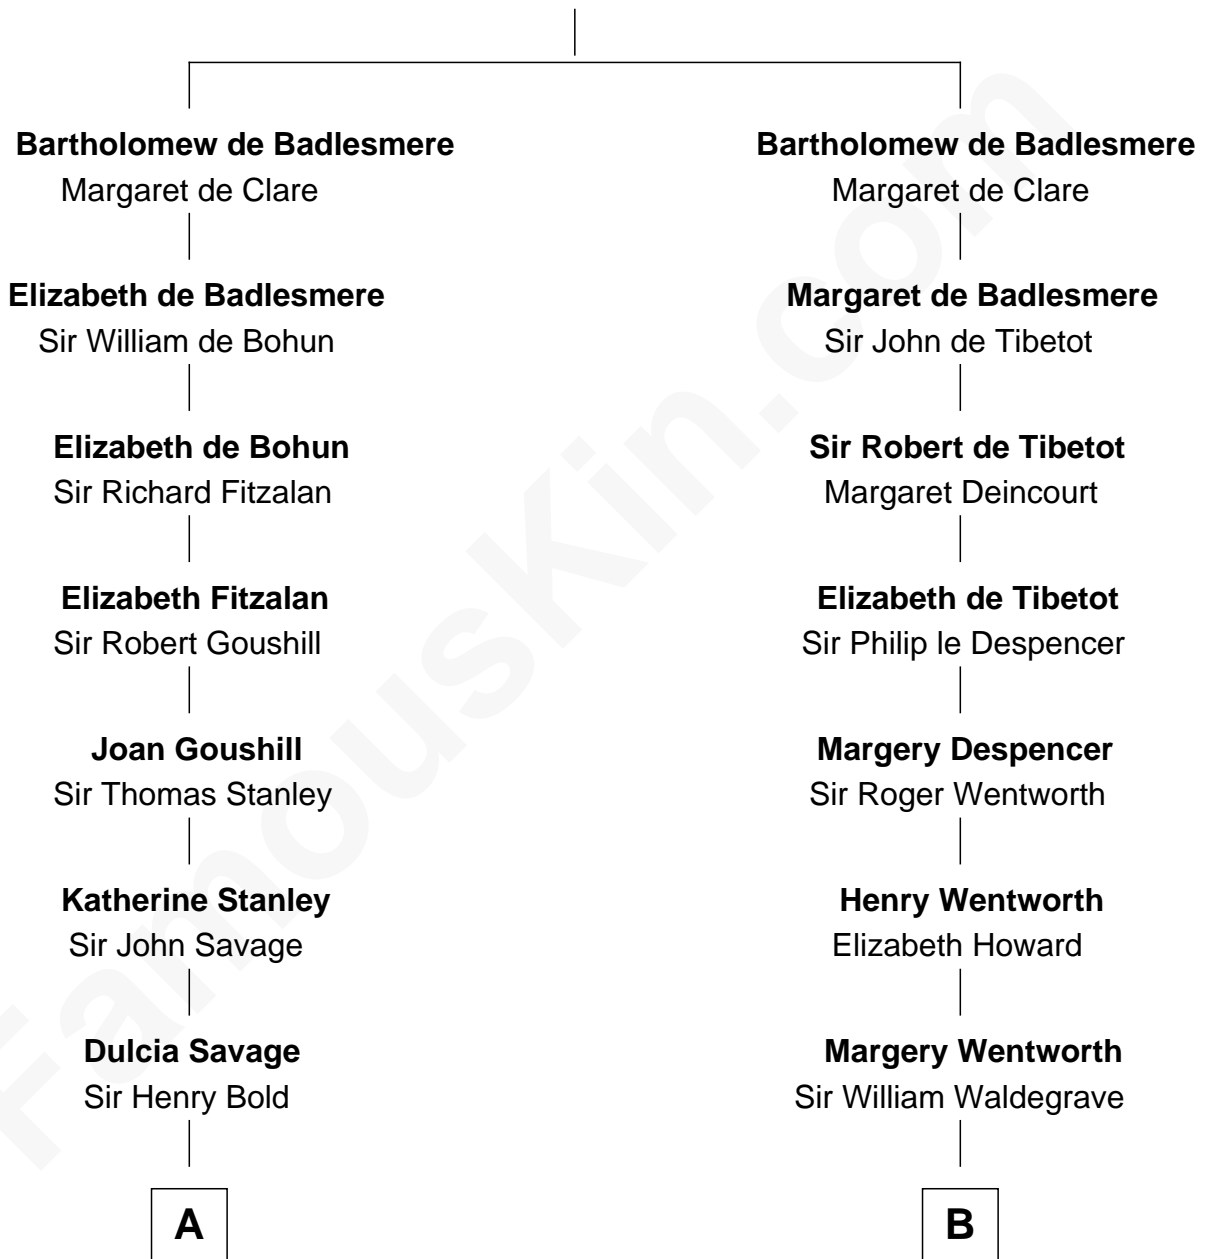 Bartholomew de Badlesmere
Margaret de Clare
Elizabeth de Badlesmere
Sir William de Bohun
Elizabeth de Bohun
Sir Richard Fitzalan
Elizabeth Fitzalan
Sir Robert Goushill
Joan Goushill
Sir Thomas Stanley
Katherine Stanley
Sir John Savage
Dulcia Savage
Sir Henry Bold
A
Bartholomew de Badlesmere
Margaret de Clare
Margaret de Badlesmere
Sir John de Tibetot
Sir Robert de Tibetot
Margaret Deincourt
Elizabeth de Tibetot
Sir Philip le Despencer
Margery Despencer
Sir Roger Wentworth
Henry Wentworth
Elizabeth Howard
Margery Wentworth
Sir William Waldegrave
B
FamousKin.com